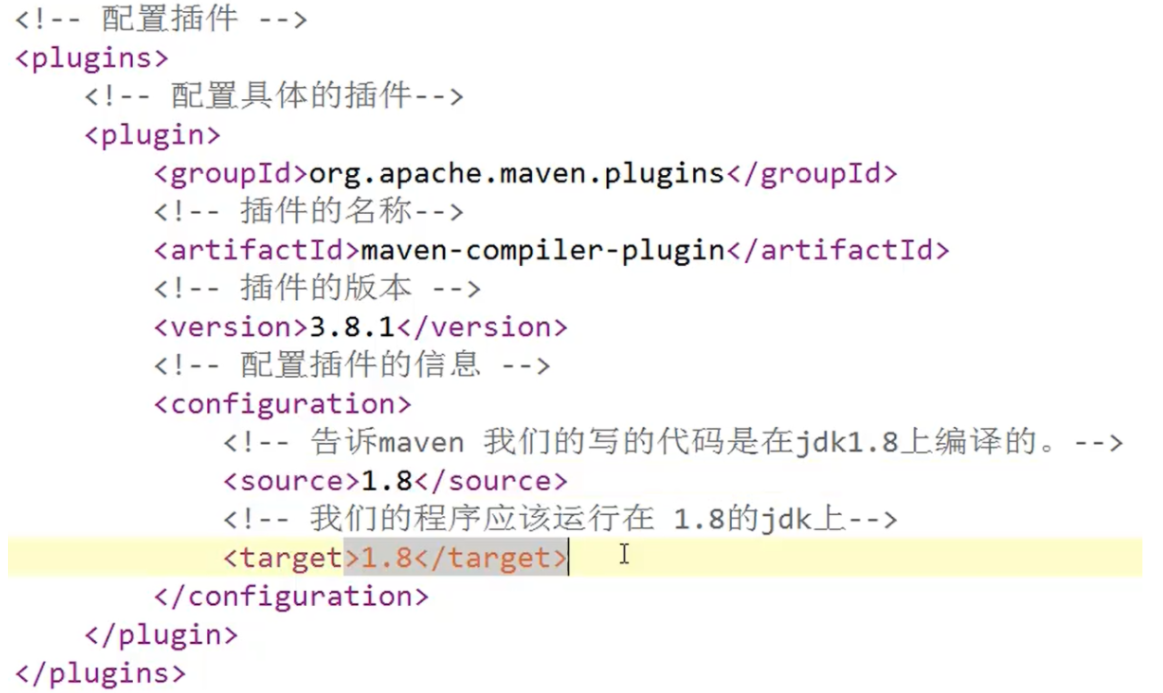 <!-- 配置插件 -->
<plugins>
<!-- 配置具体的插件-->
<plugin>
<groupId>org.apache.maven.plugins</groupId>
<!-- 插件的名称-->
<artifactId>maven-compiler-plugin</artifactId>
<!-- 插件的版本 -->
<version>3.8.1</version>
<!-- 配置插件的信息 -->
<configuration>
<!-- 告诉maven 我们的写的代码是在jdk1.8上编译的。-->
<source>1.8</source>
<!-- 我们的程序应该运行在 1.8的jdk上-->
<target>1.8</target>
</configuration>
</plugin>
</plugins>